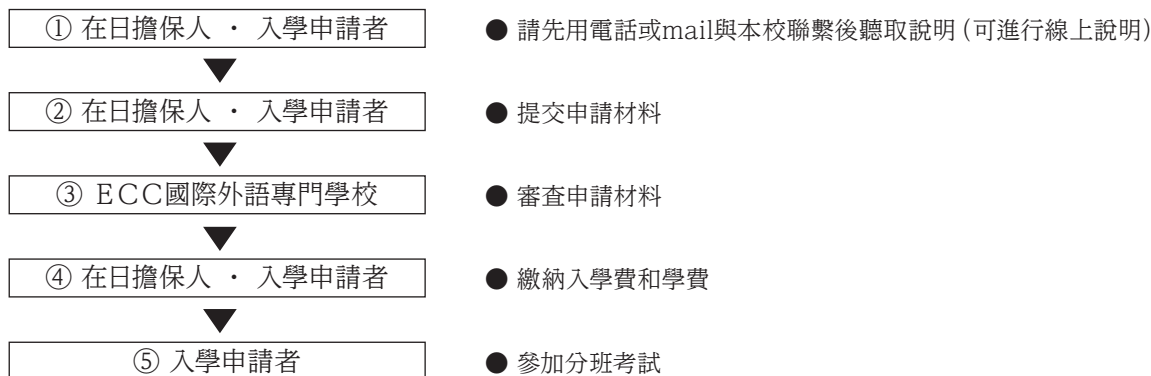 ① 在日擔保人 ・ 入學申請者 ● 請先用電話或mail與本校聯繫後聽取說明（可進行線上說明）
② 在日擔保人 ・ 入學申請者 ● 提交申請材料
③ ECC國際外語專門學校 ● 審查申請材料
④ 在日擔保人 ・ 入學申請者 ● 繳納入學費和學費
⑤ 入學申請者 ● 參加分班考試